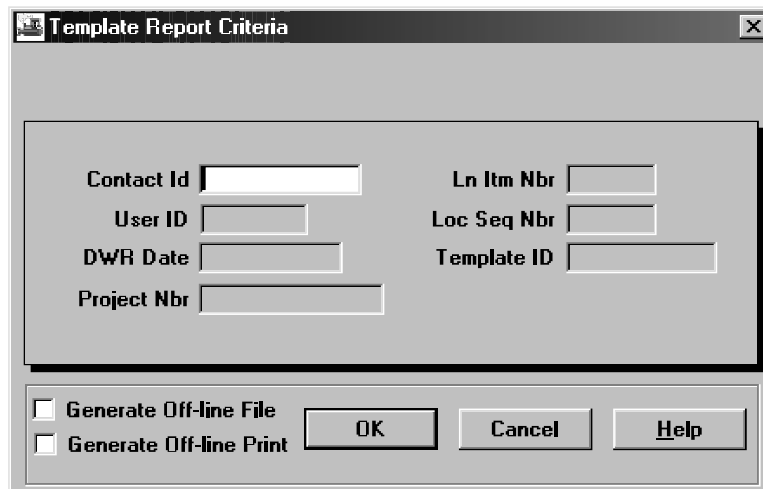 Template Report Criteria
Contact Id
Ln Itm Nbr
User ID
Loc Seq Nbr
DWR Date
Template ID
Project Nbr
Generate Off-line File
Generate Off-line Print
OK
Cancel
Help